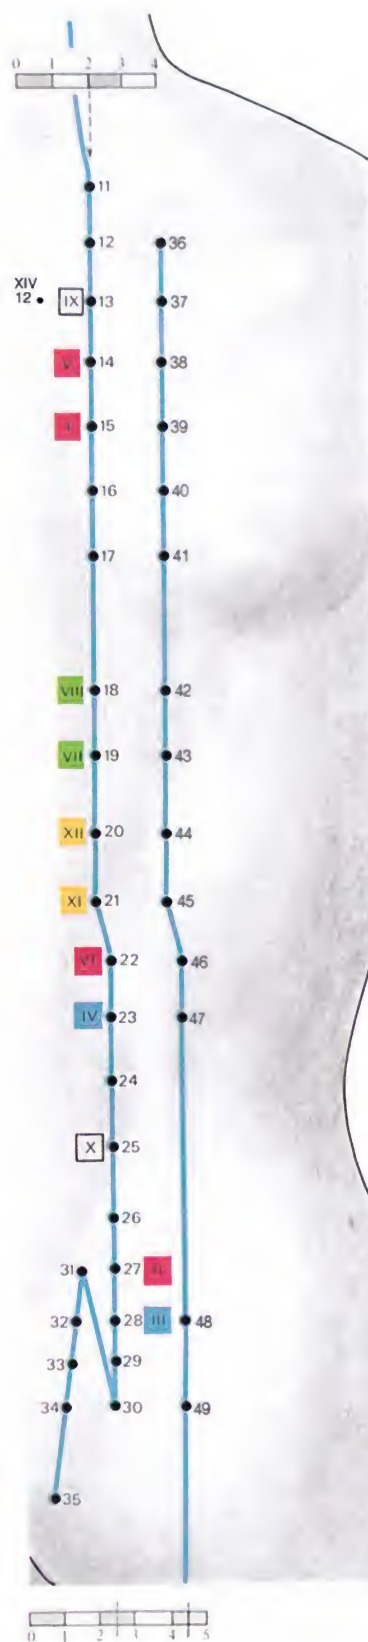 0 1 2 3 4
11
12 36
XIV
12 IX 13 37
V 14 38
15 39
16 40
17 41
VIII 18 42
VII 19 43
XII 20 44
XI 21 45
VI 22 46
IV 23 47
24
X 25
26
31 27
32 28 III 48
33 29
34 30 49
35
0 1 2 3 4 5